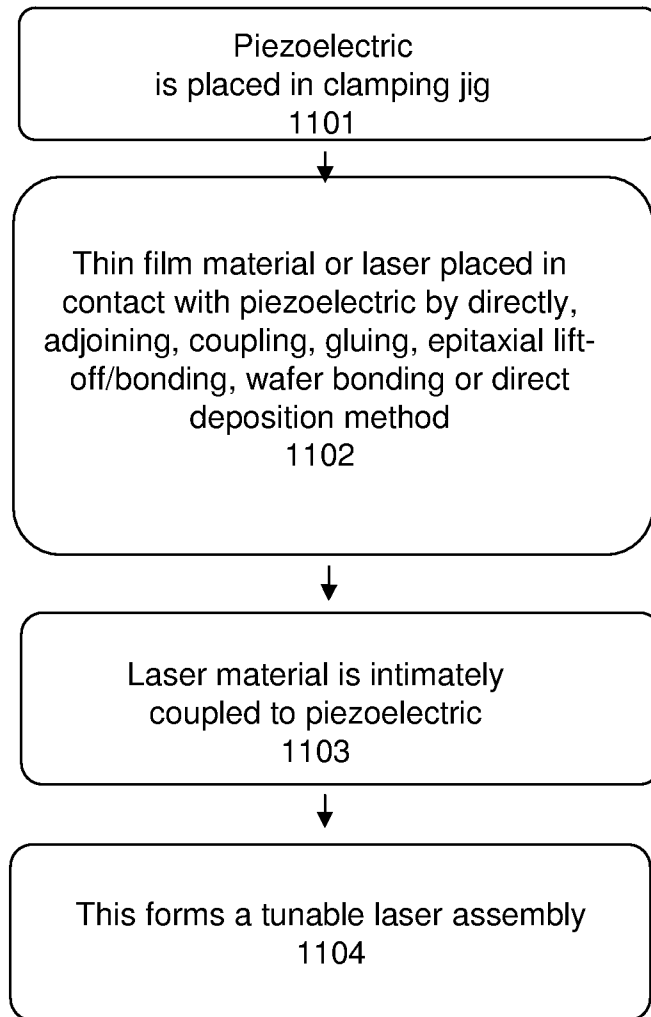 Piezoelectric
is placed in clamping jig
1101
Thin film material or laser placed in
contact with piezoelectric by directly,
adjoining, coupling, gluing, epitaxial lift-
off/bonding, wafer bonding or direct
deposition method
1102
Laser material is intimately
coupled to piezoelectric
1103
This forms a tunable laser assembly
1104